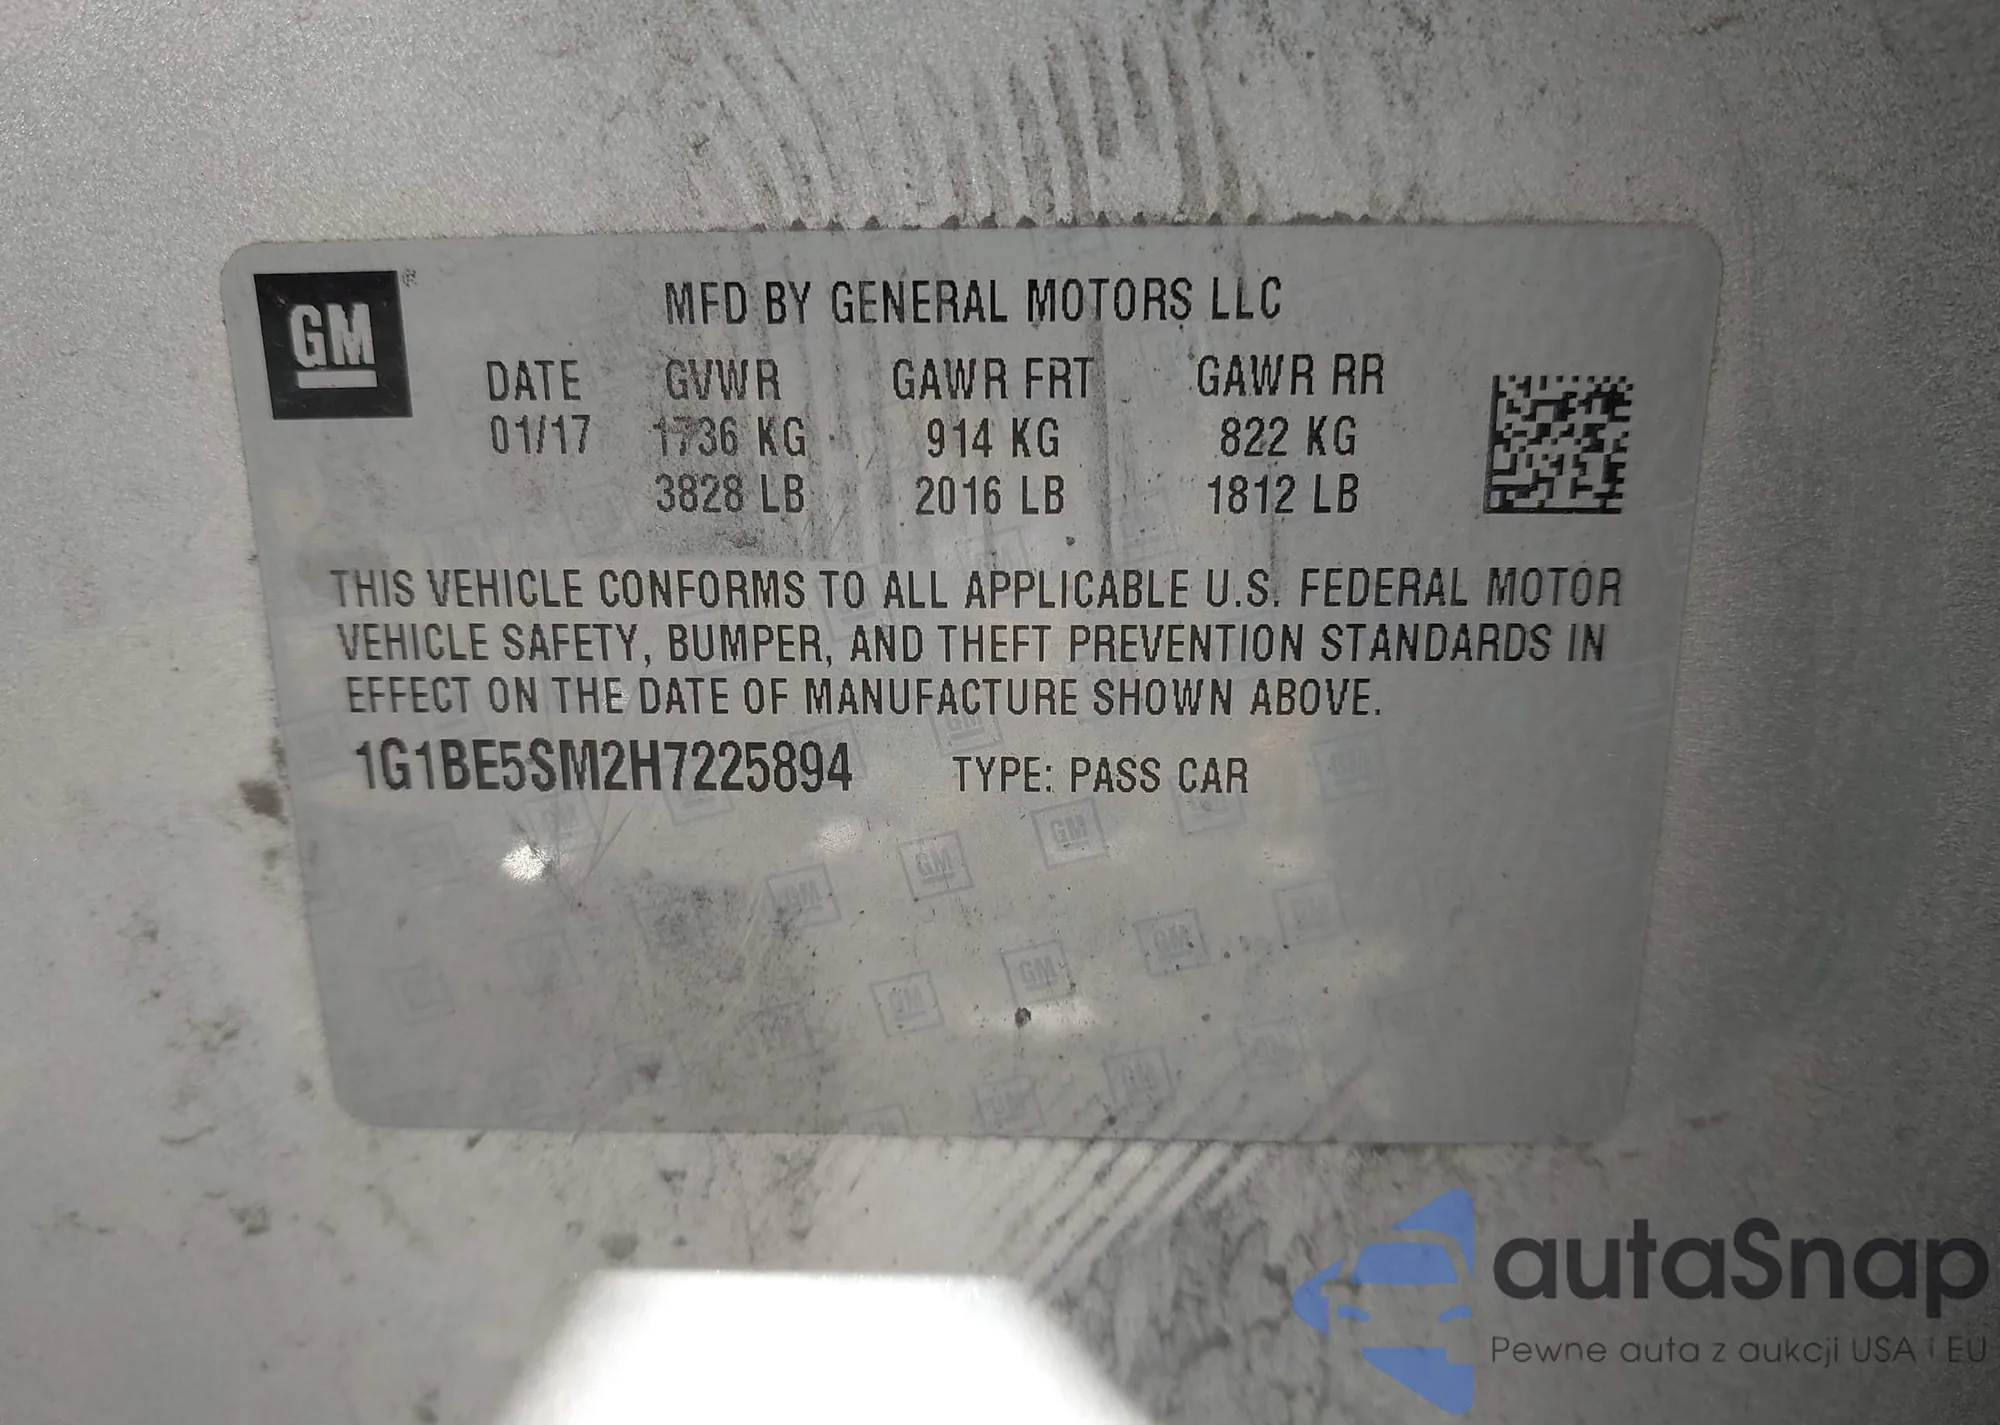 GM ®
MFD BY GENERAL MOTORS LLC
DATE GVWR GAWR FRT GAWR RR
01/17 1736 KG 914 KG 822 KG
3828 LB 2016 LB 1812 LB
THIS VEHICLE CONFORMS TO ALL APPLICABLE U.S. FEDERAL MOTOR
VEHICLE SAFETY, BUMPER, AND THEFT PREVENTION STANDARDS IN
EFFECT ON THE DATE OF MANUFACTURE SHOWN ABOVE.
1G1BE5SM2H7225894 TYPE: PASS CAR
autaSnap
Pewne auta z aukcji USA i EU